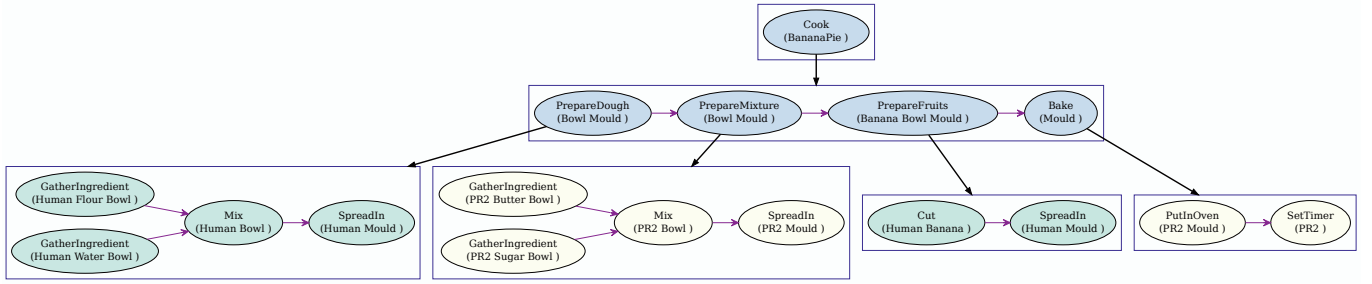 Cook
(BananaPie )
PrepareDough
(Bowl Mould )
PrepareMixture
(Bowl Mould )
PrepareFruits
(Banana Bowl Mould )
Bake
(Mould )
GatherIngredient
(Human Flour Bowl )
GatherIngredient
(Human Water Bowl )
Mix
(Human Bowl )
SpreadIn
(Human Mould )
GatherIngredient
(PR2 Butter Bowl )
GatherIngredient
(PR2 Sugar Bowl )
Mix
(PR2 Bowl )
SpreadIn
(PR2 Mould )
Cut
(Human Banana )
SpreadIn
(Human Mould )
PutInOven
(PR2 Mould )
SetTimer
(PR2 )